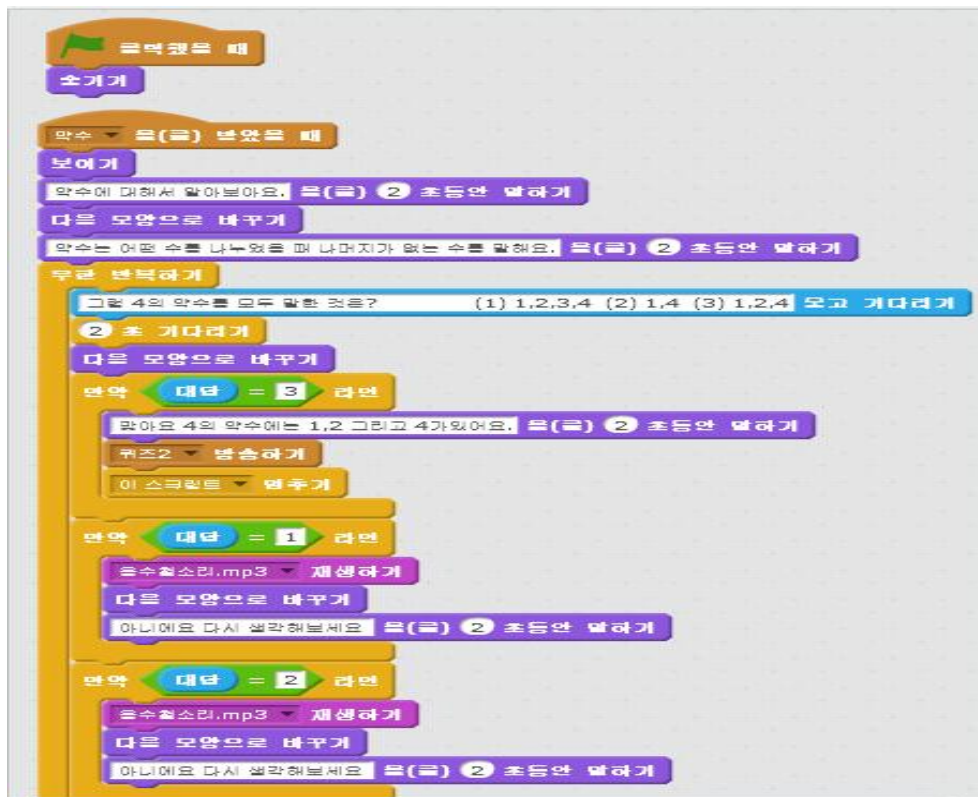 클릭했을 때
숨기기
약수 을(를) 받았을 때
보이기
약수에 대해서 알아보아요. 을(를) 2 초동안 말하기
다음 모양으로 바꾸기
약수는 어떤 수를 나누었을 때 나머지가 없는 수를 말해요. 을(를) 2 초동안 말하기
무한 반복하기
그럼 4의 약수를 모두 말한 것은? (1) 1,2,3,4 (2) 1,4 (3) 1,2,4 묻고 기다리기
2 초 기다리기
다음 모양으로 바꾸기
만약 대답 = 3 라면
맞아요 4의 약수에는 1,2 그리고 4가있어요. 을(를) 2 초동안 말하기
퀴즈2 방송하기
이 스크립트 멈추기
만약 대답 = 1 라면
재생하기
다음 모양으로 바꾸기
아니에요 다시 생각해보세요 을(를) 2 초동안 말하기
만약 대답 = 2 라면
재생하기
다음 모양으로 바꾸기
아니에요 다시 생각해보세요 을(를) 2 초동안 말하기